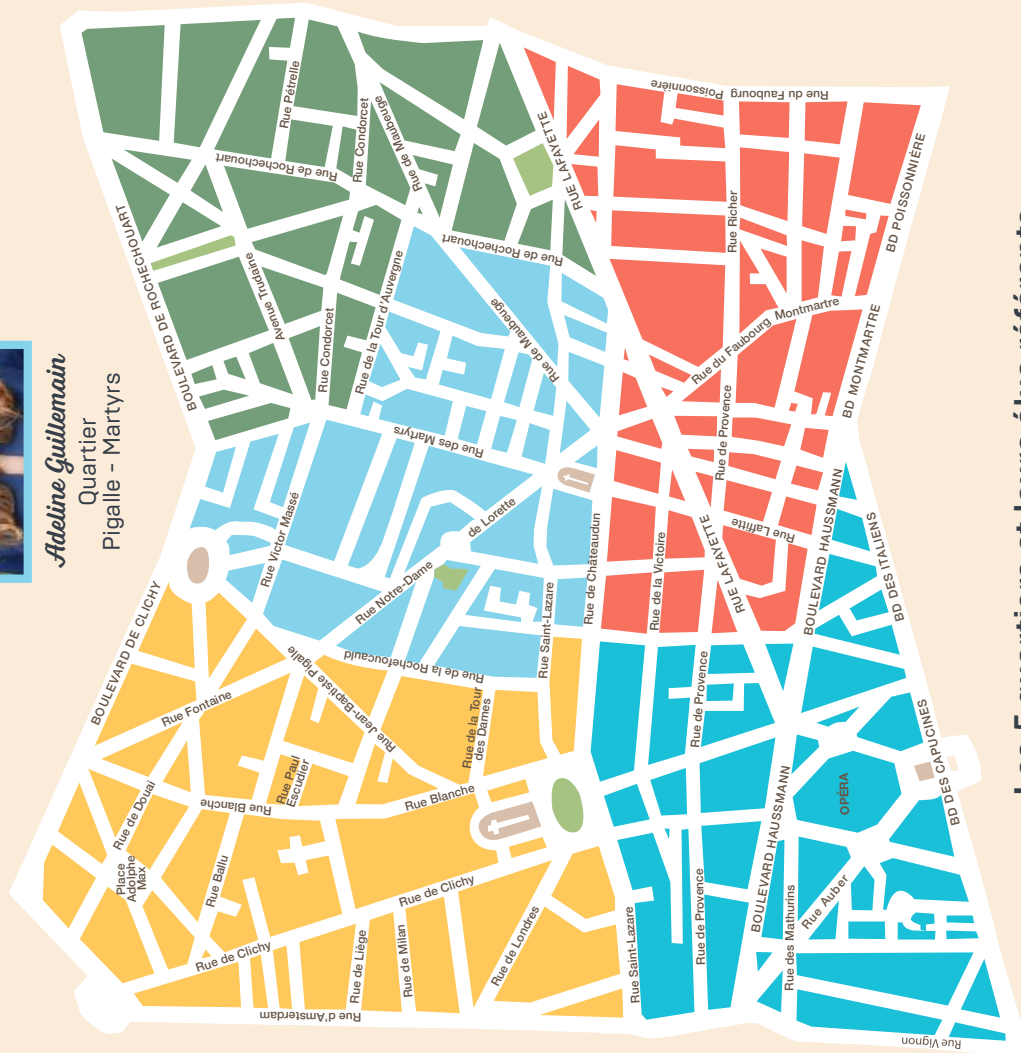 Adeline Guillemain
Quartier
Pigalle - Martyrs
BOULEVARD DE ROCHECHOUART
Rue Pétrelle
Rue Condorcet
Rue de Maubeuge
Rue de Rochechouart
Avenue Trudaine
Rue Condorcet
Rue de la Tour d'Auvergne
Rue de Rochechouart
RUE LAFAYETTE
Rue du Faubourg
Poissonnière
BD POISSONNIÈRE
Rue Richer
Rue du Faubourg
Montmartre
BD MONTMARTRE
Rue de Provence
Rue de Maubeuge
Rue des Martyrs
Rue Victor Massé
Rue Notre-Dame
de Lorette
Rue Saint-Lazare
Rue de Châteaudun
Rue de la Victoire
RUE LAFAYETTE
Rue Laffitte
BOULEVARD HAUSSMANN
BD DES ITALIENS
BOULEVARD DE CLICHY
Rue Fontaine
Rue Jean-Baptiste Pigalle
Rue de la Rochefoucauld
Rue de la Tour
des Dames
Rue Paul
Escudier
Rue Blanche
Rue Blanche
Rue de Douai
Place
Adolphe
Max
Rue Ballu
Rue de Clichy
Rue de Clichy
Rue de Liège
Rue de Milan
Rue de Londres
Rue d'Amsterdam
Rue Saint-Lazare
Rue de Provence
Rue de Provence
BOULEVARD HAUSSMANN
Rue des Mathurins
Rue Auber
OPÉRA
BD DES CAPUCINES
Rue Vignon